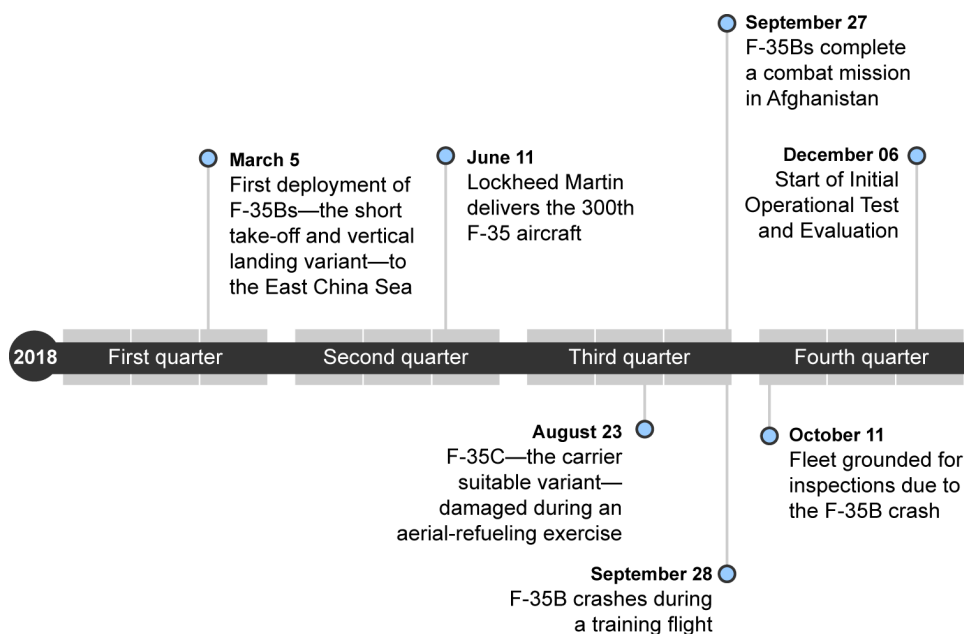 September 27
F-35Bs complete
a combat mission
in Afghanistan
March 5
First deployment of
F-35Bs—the short
take-off and vertical
landing variant—to
the East China Sea
June 11
Lockheed Martin
delivers the 300th
F-35 aircraft
December 06
Start of Initial
Operational Test
and Evaluation
2018
First quarter
Second quarter
Third quarter
Fourth quarter
August 23
F-35C—the carrier
suitable variant—
damaged during an
aerial-refueling exercise
October 11
Fleet grounded for
inspections due to
the F-35B crash
September 28
F-35B crashes during
a training flight